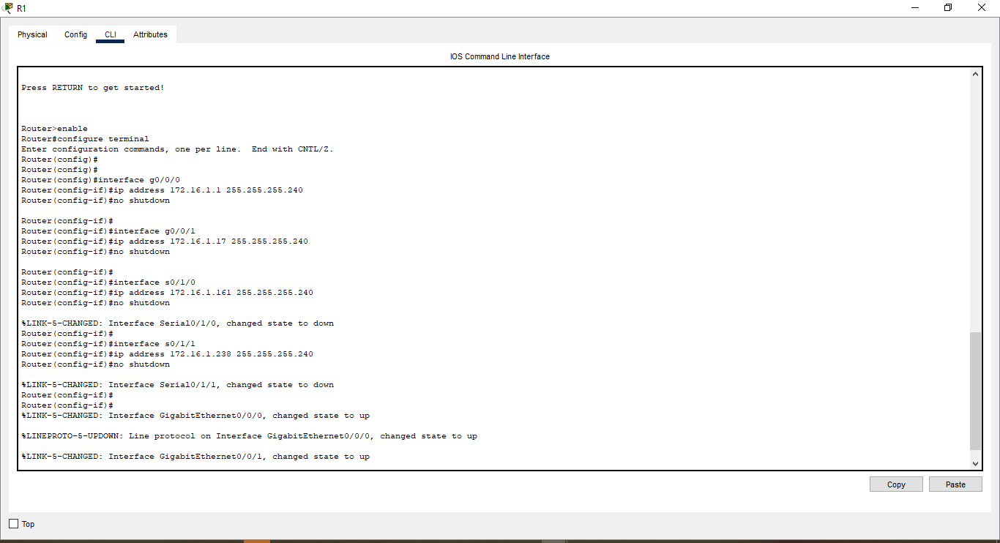 R1
Physical Config CLI Attributes
IOS Command Line Interface
Press RETURN to get started!
Router>enable
Router#configure terminal
Enter configuration commands, one per line.  End with CNTL/Z.
Router(config)#
Router(config)#
Router(config)#interface g0/0/0
Router(config-if)#ip address 172.16.1.1 255.255.255.240
Router(config-if)#no shutdown
Router(config-if)#
Router(config-if)#interface g0/0/1
Router(config-if)#ip address 172.16.1.17 255.255.255.240
Router(config-if)#no shutdown
Router(config-if)#
Router(config-if)#interface s0/1/0
Router(config-if)#ip address 172.16.1.161 255.255.255.240
Router(config-if)#no shutdown
%LINK-5-CHANGED: Interface Serial0/1/0, changed state to down
Router(config-if)#
Router(config-if)#interface s0/1/1
Router(config-if)#ip address 172.16.1.238 255.255.255.240
Router(config-if)#no shutdown
%LINK-5-CHANGED: Interface Serial0/1/1, changed state to down
Router(config-if)#
Router(config-if)#
%LINK-5-CHANGED: Interface GigabitEthernet0/0/0, changed state to up
%LINEPROTO-5-UPDOWN: Line protocol on Interface GigabitEthernet0/0/0, changed state to up
%LINK-5-CHANGED: Interface GigabitEthernet0/0/1, changed state to up
Copy Paste
Top